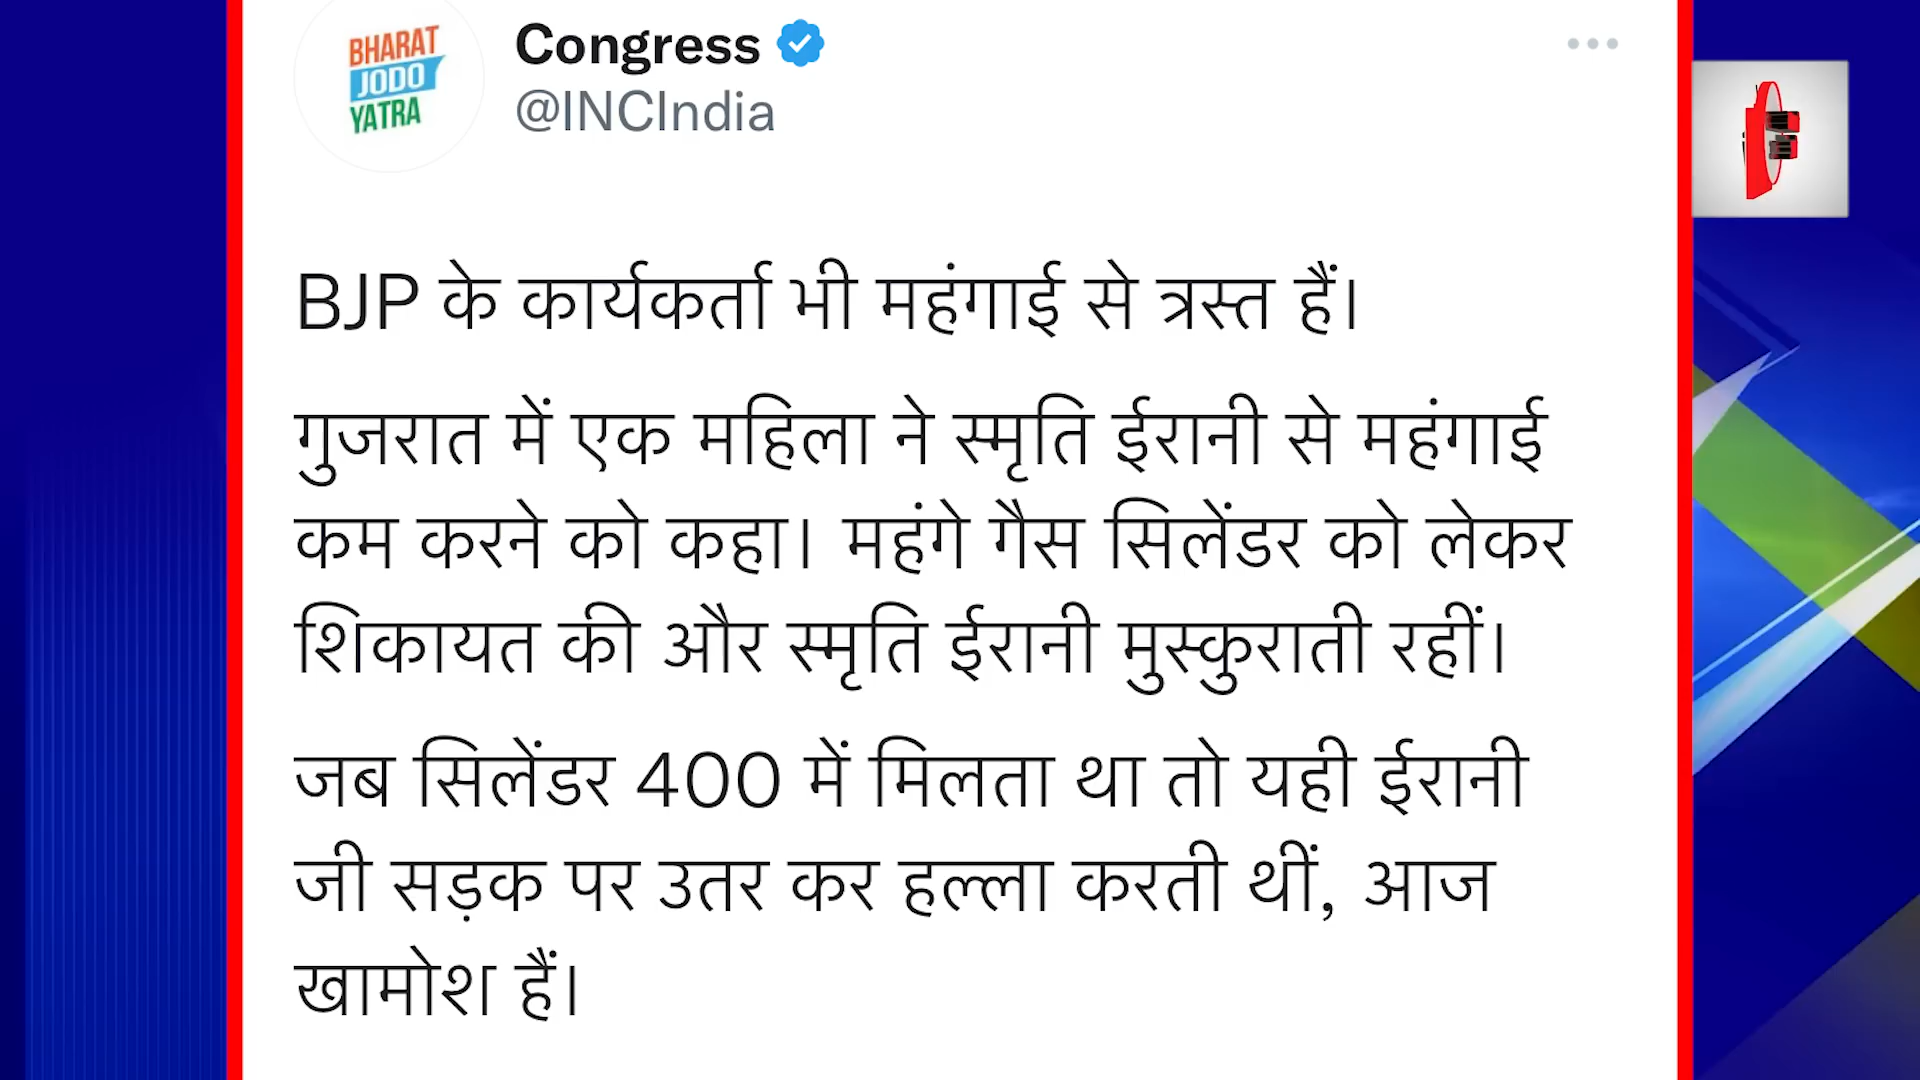 BHARAT
JODO
YATRA
Congress
@INCIndia
BJP के कार्यकर्ता भी महंगाई से त्रस्त हैं।
गुजरात में एक महिला ने स्मृति ईरानी से महंगाई
कम करने को कहा। महंगे गैस सिलेंडर को लेकर
शिकायत की और स्मृति ईरानी मुस्कुराती रहीं।
जब सिलेंडर 400 में मिलता था तो यही ईरानी
जी सड़क पर उतर कर हल्ला करती थीं, आज
खामोश हैं।